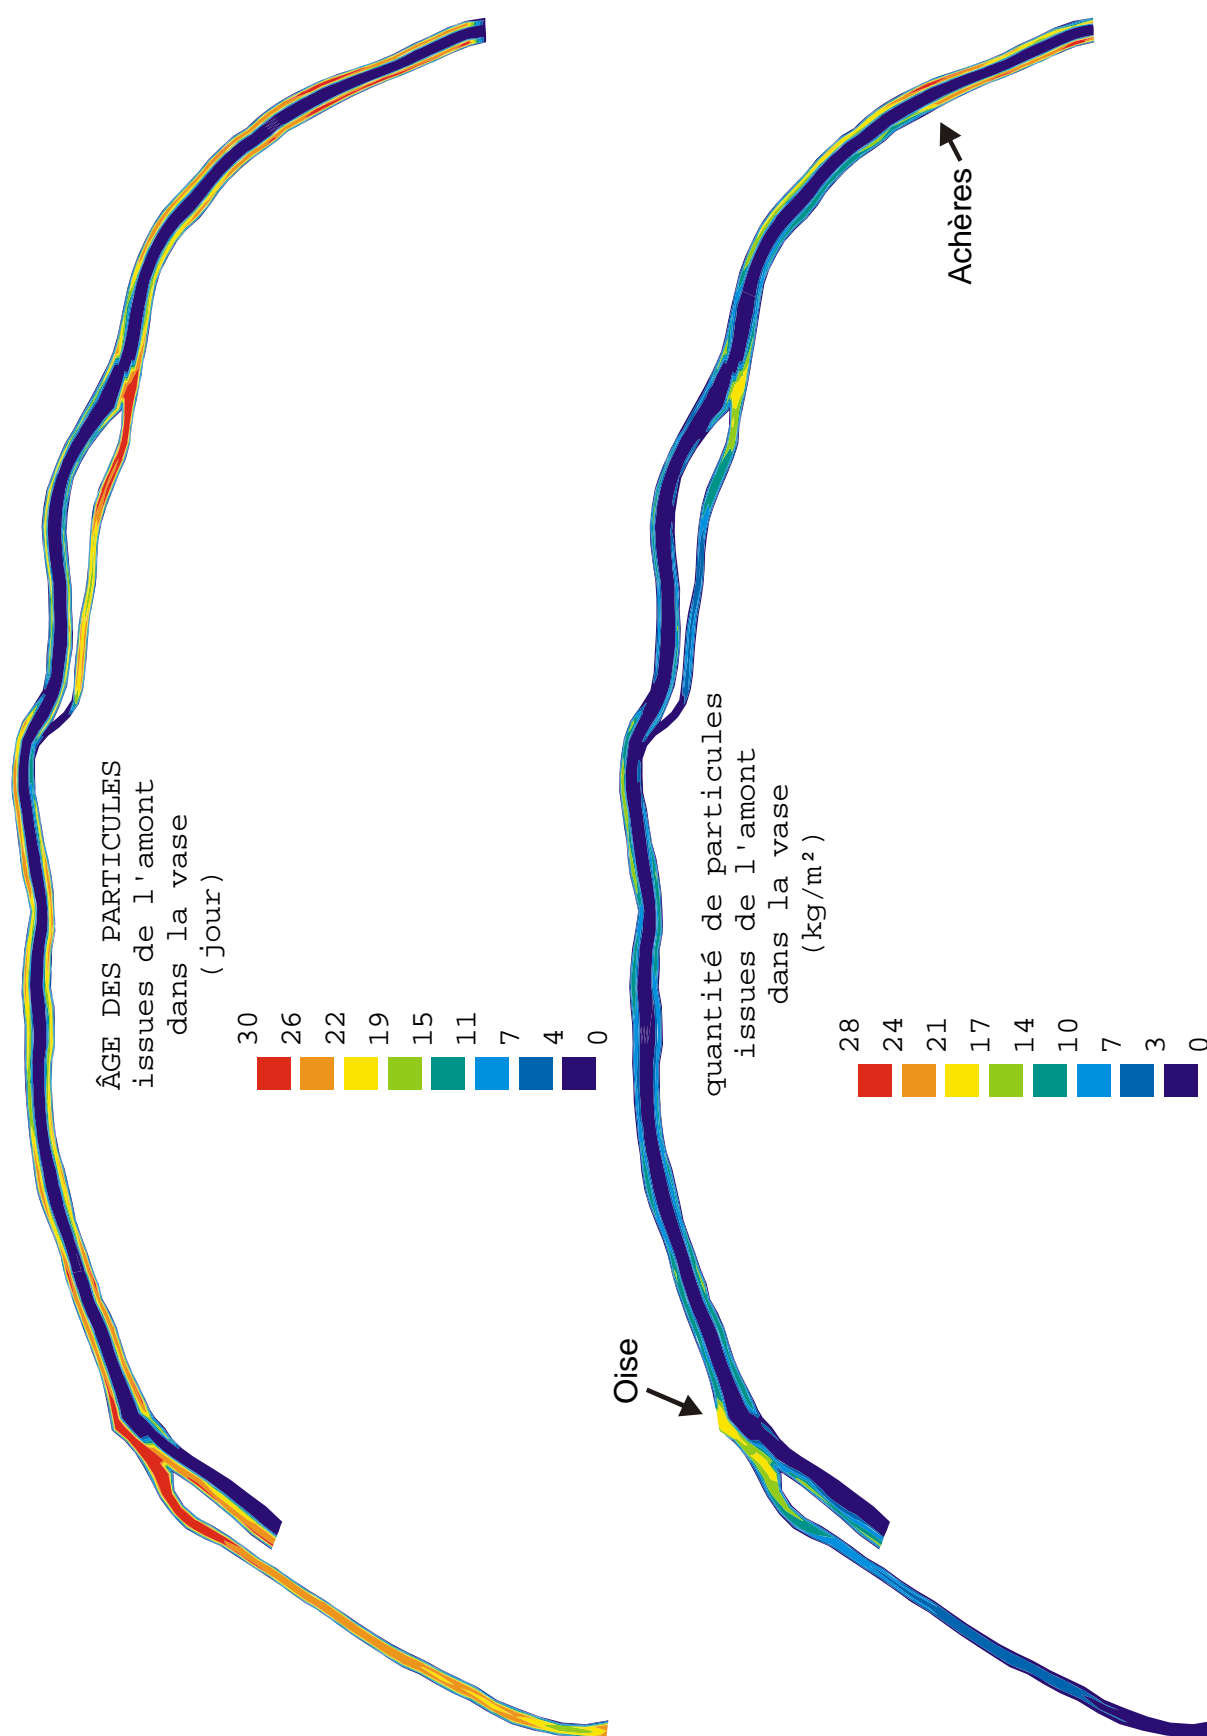 ÂGE DES PARTICULES
issues de l'amont
dans la vase
(jour)
30
26
22
19
15
11
7
4
0
Achères
quantité de particules
issues de l'amont
dans la vase
(kg/m²)
28
24
21
17
14
10
7
3
0
Oise